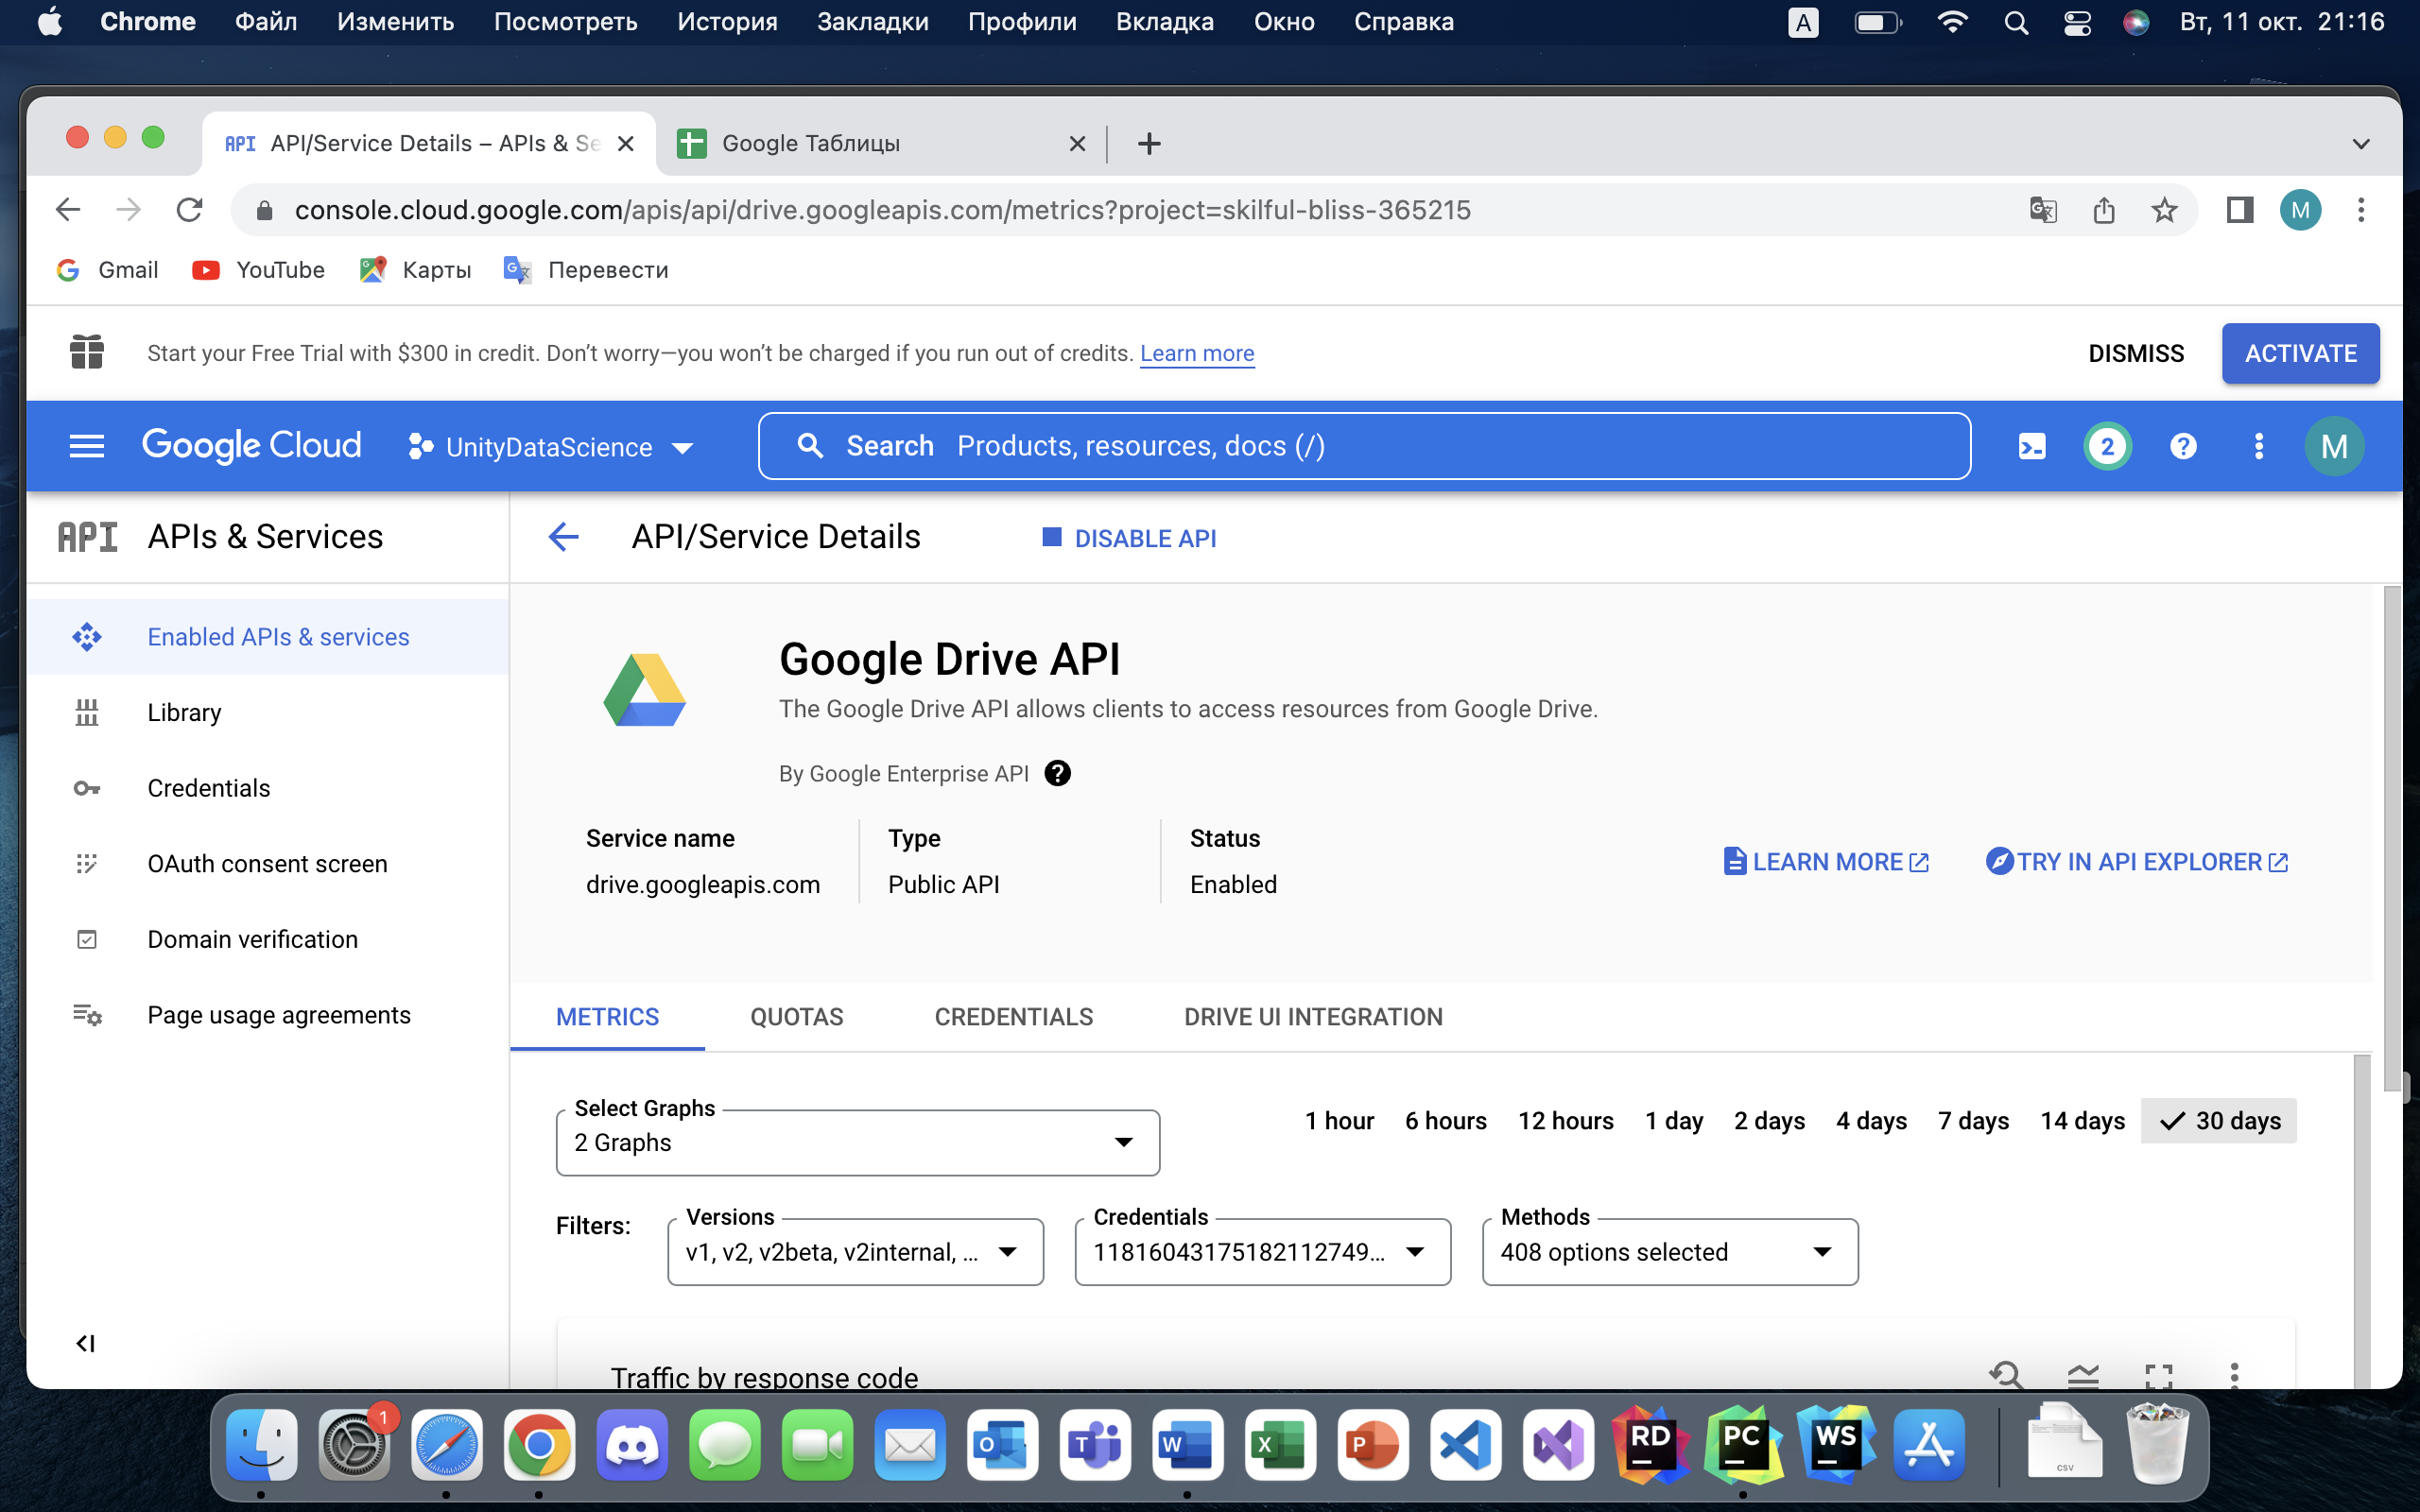 Chrome Файл Изменить Посмотреть История Закладки Профили Вкладка Окно Справка A Вт, 11 окт. 21:16
API API/Service Details – APIs & Se Google Таблицы
console.cloud.google.com/apis/api/drive.googleapis.com/metrics?project=skilful-bliss-365215 M
Gmail YouTube Карты Перевести
Start your Free Trial with $300 in credit. Don't worry—you won't be charged if you run out of credits. Learn more DISMISS ACTIVATE
Google Cloud UnityDataScience Search Products, resources, docs (/) 2 ? M
API APIs & Services API/Service Details DISABLE API
Enabled APIs & services
Library
Credentials
OAuth consent screen
Domain verification
Page usage agreements
Google Drive API
The Google Drive API allows clients to access resources from Google Drive.
By Google Enterprise API ?
Service name Type Status
drive.googleapis.com Public API Enabled
LEARN MORE TRY IN API EXPLORER
METRICS QUOTAS CREDENTIALS DRIVE UI INTEGRATION
Select Graphs
2 Graphs
1 hour 6 hours 12 hours 1 day 2 days 4 days 7 days 14 days 30 days
Filters:
Versions
v1, v2, v2beta, v2internal, ...
Credentials
11816043175182112749...
Methods
408 options selected
Traffic by response code
1 O T W X P RD PC WS CSV